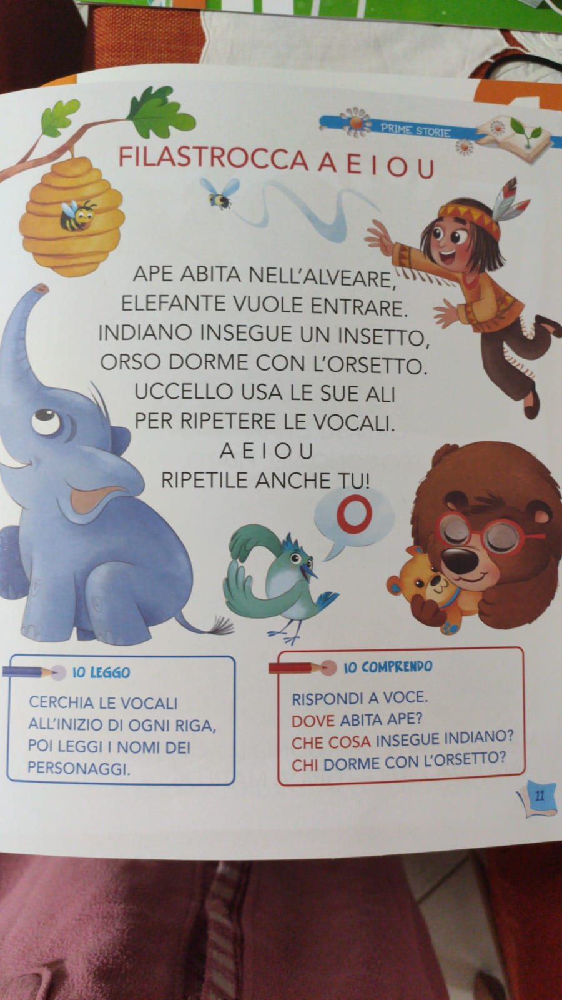 PRIME STORIE
FILASTROCCA A E I O U
APE ABITA NELL'ALVEARE,
ELEFANTE VUOLE ENTRARE.
INDIANO INSEGUE UN INSETTO,
ORSO DORME CON L'ORSETTO.
UCCELLO USA LE SUE ALI
PER RIPETERE LE VOCALI.
A E I O U
RIPETILE ANCHE TU!
O
IO LEGGO
CERCHIA LE VOCALI
ALL'INIZIO DI OGNI RIGA,
POI LEGGI I NOMI DEI
PERSONAGGI.
IO COMPRENDO
RISPONDI A VOCE.
DOVE ABITA APE?
CHE COSA INSEGUE INDIANO?
CHI DORME CON L'ORSETTO?
11